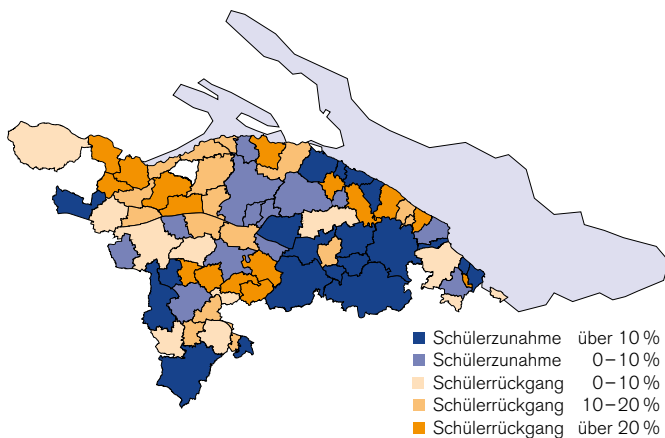 Schülerzunahme über 10 %
Schülerzunahme 0–10 %
Schülerrückgang 0–10 %
Schülerrückgang 10–20 %
Schülerrückgang über 20 %